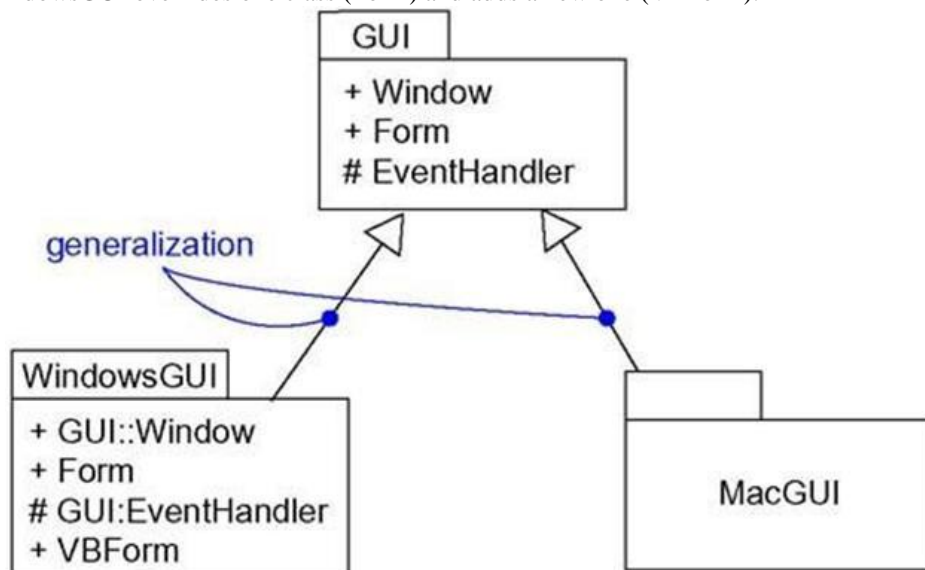 GUI
+ Window
+ Form
# EventHandler
generalization
WindowsGUI
+ GUI::Window
+ Form
# GUI:EventHandler
+ VBForm
MacGUI